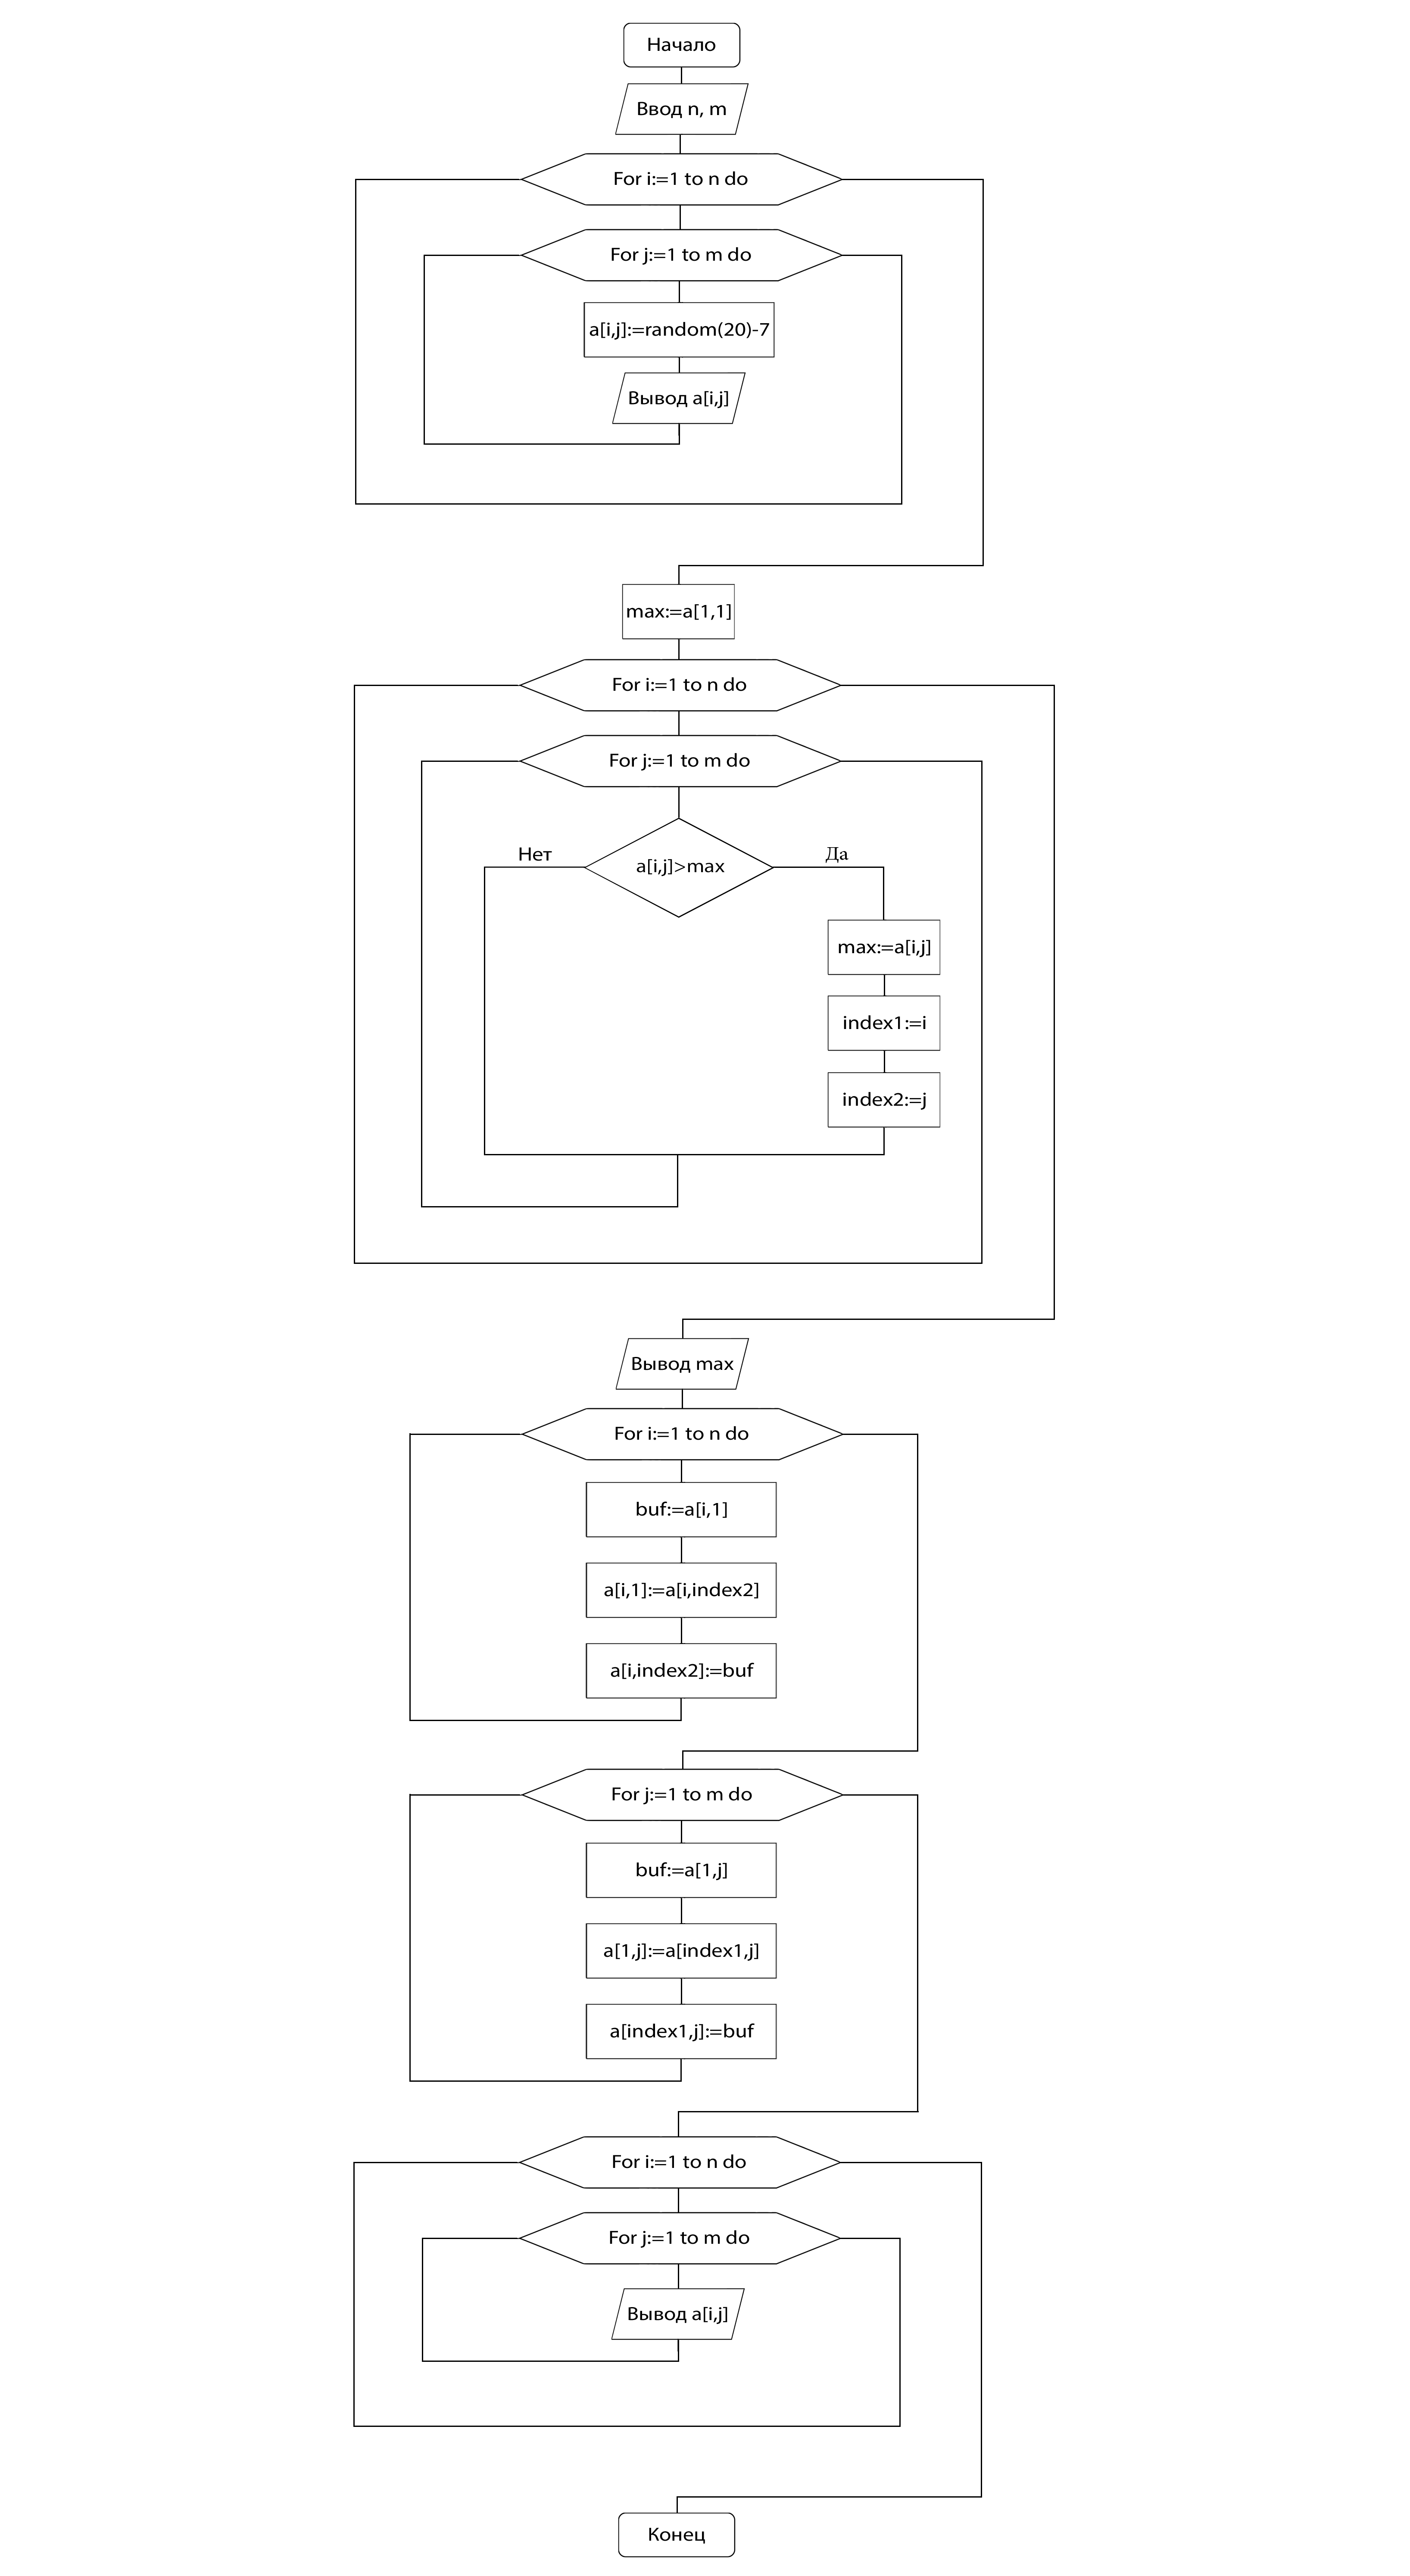 Начало
Ввод n, m
For i:=1 to n do
For j:=1 to m do
a[i,j]:=random(20)-7
Вывод a[i,j]
max:=a[1,1]
For i:=1 to n do
For j:=1 to m do
Нет
a[i,j]>max
Да
max:=a[i,j]
index1:=i
index2:=j
Вывод max
For i:=1 to n do
buf:=a[i,1]
a[i,1]:=a[i,index2]
a[i,index2]:=buf
For j:=1 to m do
buf:=a[1,j]
a[1,j]:=a[index1,j]
a[index1,j]:=buf
For i:=1 to n do
For j:=1 to m do
Вывод a[i,j]
Конец